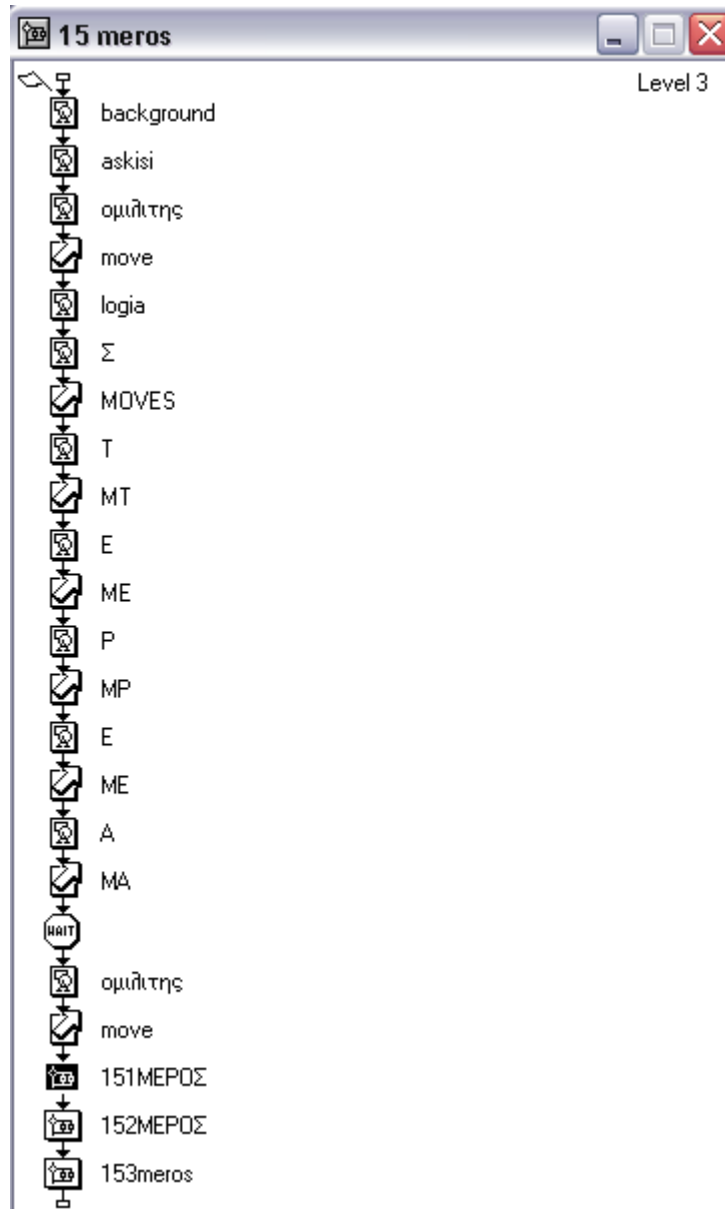 15 meros
Level 3
background
askisi
ομιλιτης
move
logia
Σ
MOVES
Τ
MT
Ε
ME
Ρ
MP
Ε
ME
Α
MA
WAIT
ομιλιτης
move
151ΜΕΡΟΣ
152ΜΕΡΟΣ
153meros